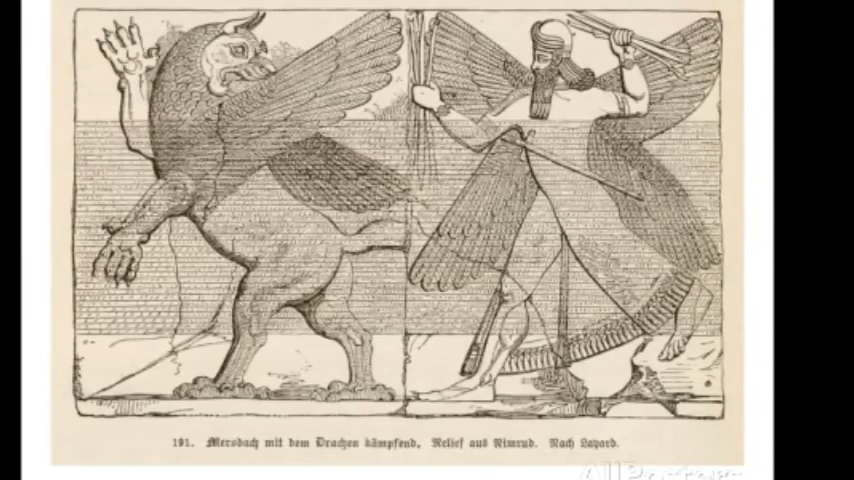 191. Merodach mit dem Drachen kämpfend. Relief aus Nimrud. Nach Layard.